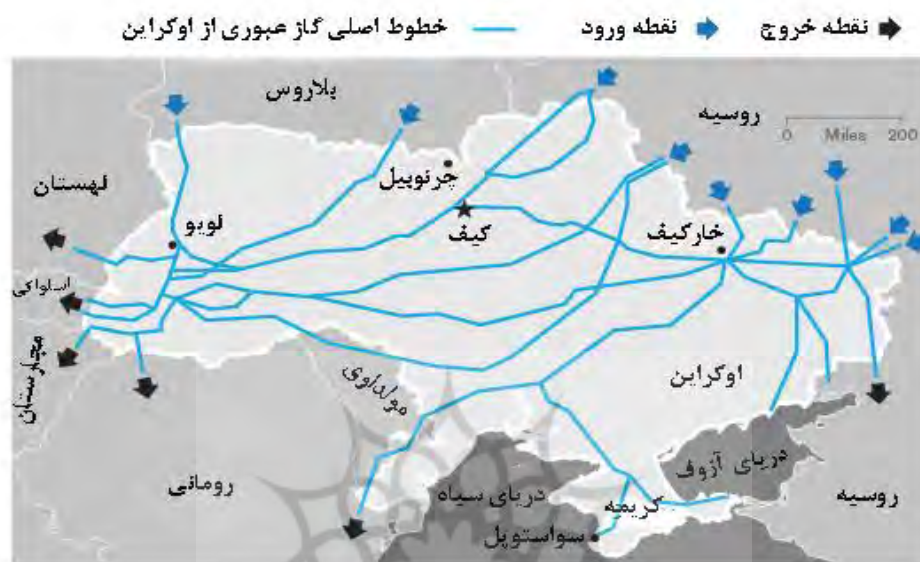 خطوط اصلی گاز عبوری از اوکراین نقطه ورود نقطه خروج
بلاروس
روسیه
0 Miles 200
چرنوبیل
لهستان
لویو
کیف
خارکیف
اسلواکی
مجارستان
مولداوی
اوکراین
رومانی
دریای سیاه
دریای آزوف
کریمه
روسیه
سواستوپل